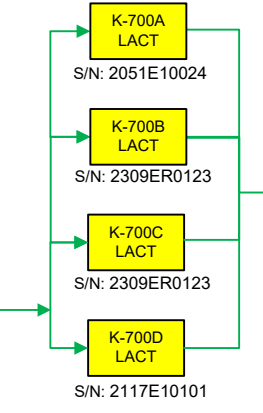 K-700A
LACT
S/N: 2051E10024
K-700B
LACT
S/N: 2309ER0123
K-700C
LACT
S/N: 2309ER0123
K-700D
LACT
S/N: 2117E10101